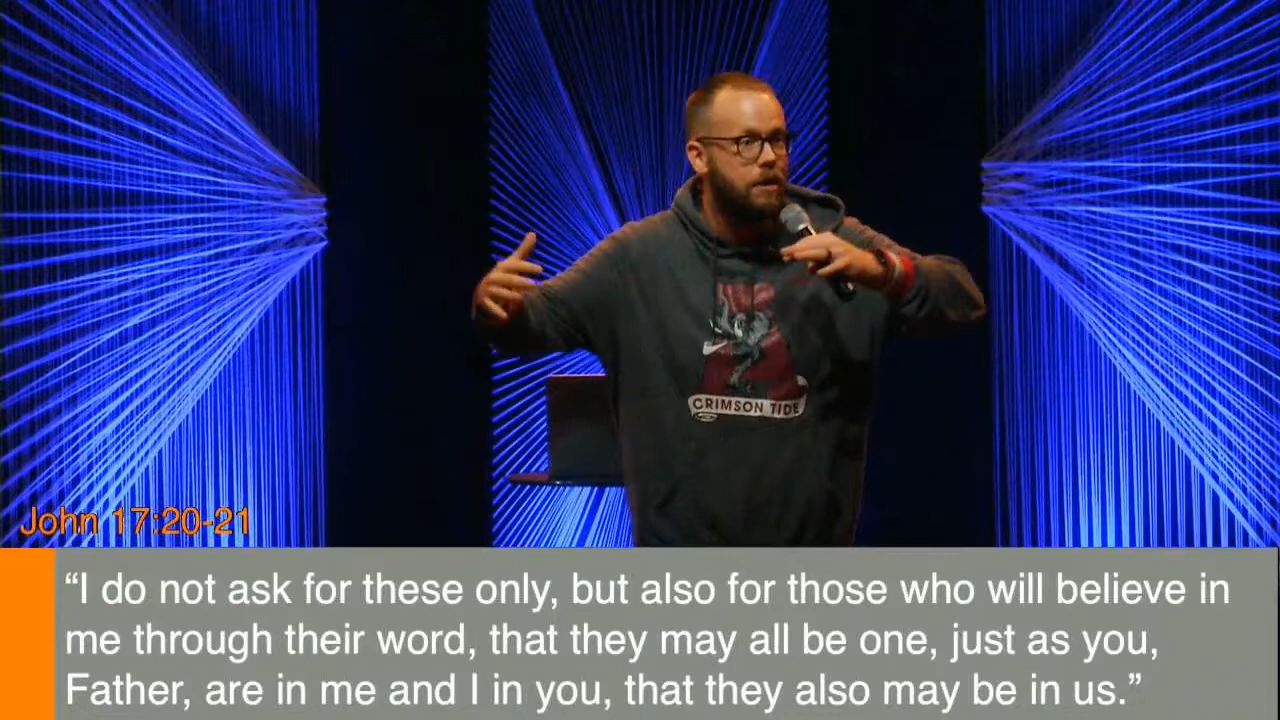 CRIMSON TIDE
John 17:20-21
“I do not ask for these only, but also for those who will believe in
me through their word, that they may all be one, just as you,
Father, are in me and I in you, that they also may be in us.”